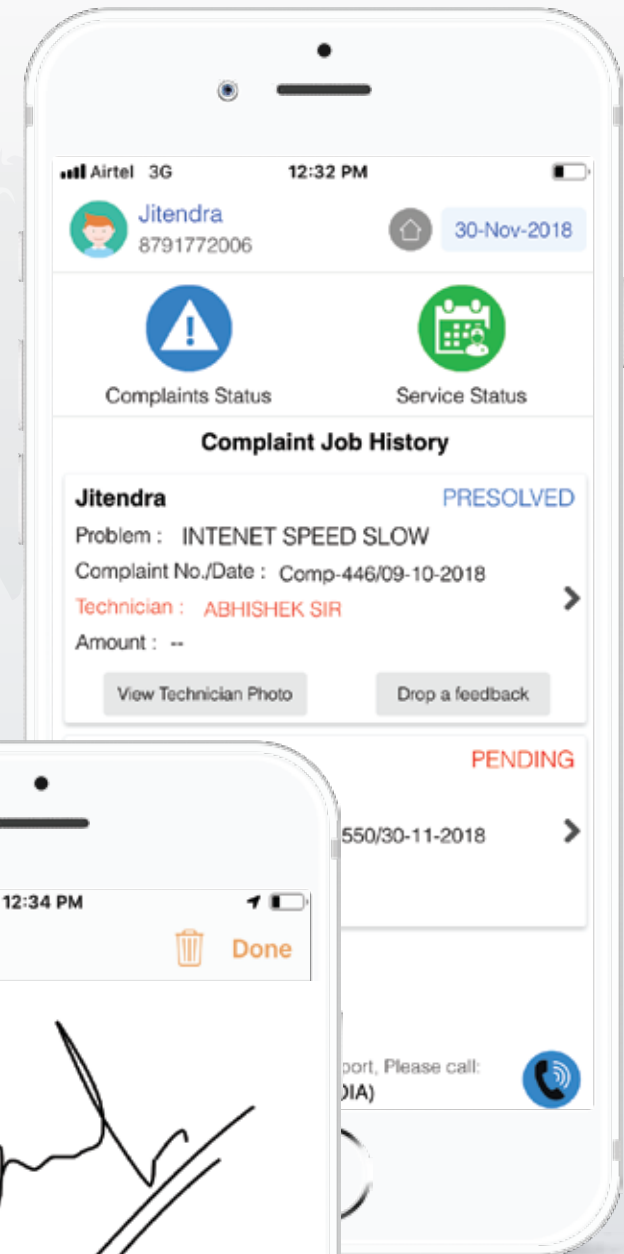 Airtel 3G 12:32 PM
Jitendra
8791772006
30-Nov-2018
Complaints Status Service Status
Complaint Job History
Jitendra PRESOLVED
Problem : INTENET SPEED SLOW
Complaint No./Date : Comp-446/09-10-2018
Technician : ABHISHEK SIR
Amount : --
View Technician Photo Drop a feedback
PENDING
550/30-11-2018
port, Please call:
DIA)
12:34 PM
Done